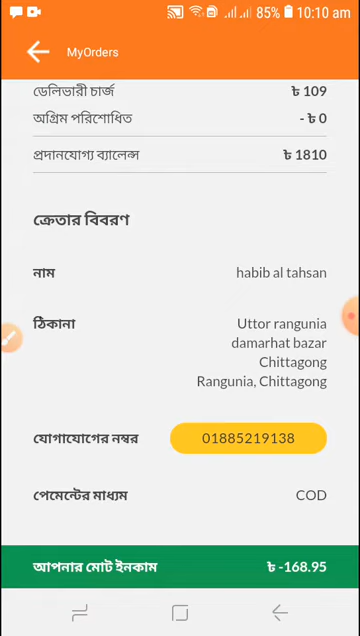 85% 10:10 am
MyOrders
ডেলিভারী চার্জ ৳ 109
অগ্রিম পরিশোধিত - ৳ 0
প্রদানযোগ্য ব্যালেন্স ৳ 1810
ক্রেতার বিবরণ
নাম habib al tahsan
ঠিকানা Uttor rangunia
damarhat bazar
Chittagong
Rangunia, Chittagong
যোগাযোগের নম্বর 01885219138
পেমেন্টের মাধ্যম COD
আপনার মোট ইনকাম ৳ -168.95